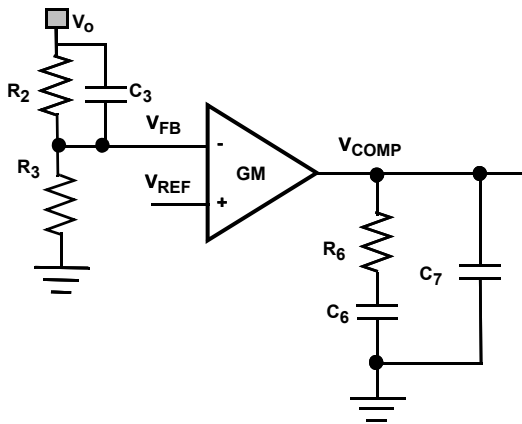 Vo
R2
C3
VFB
R3
VREF
-
+
GM
VCOMP
R6
C6
C7